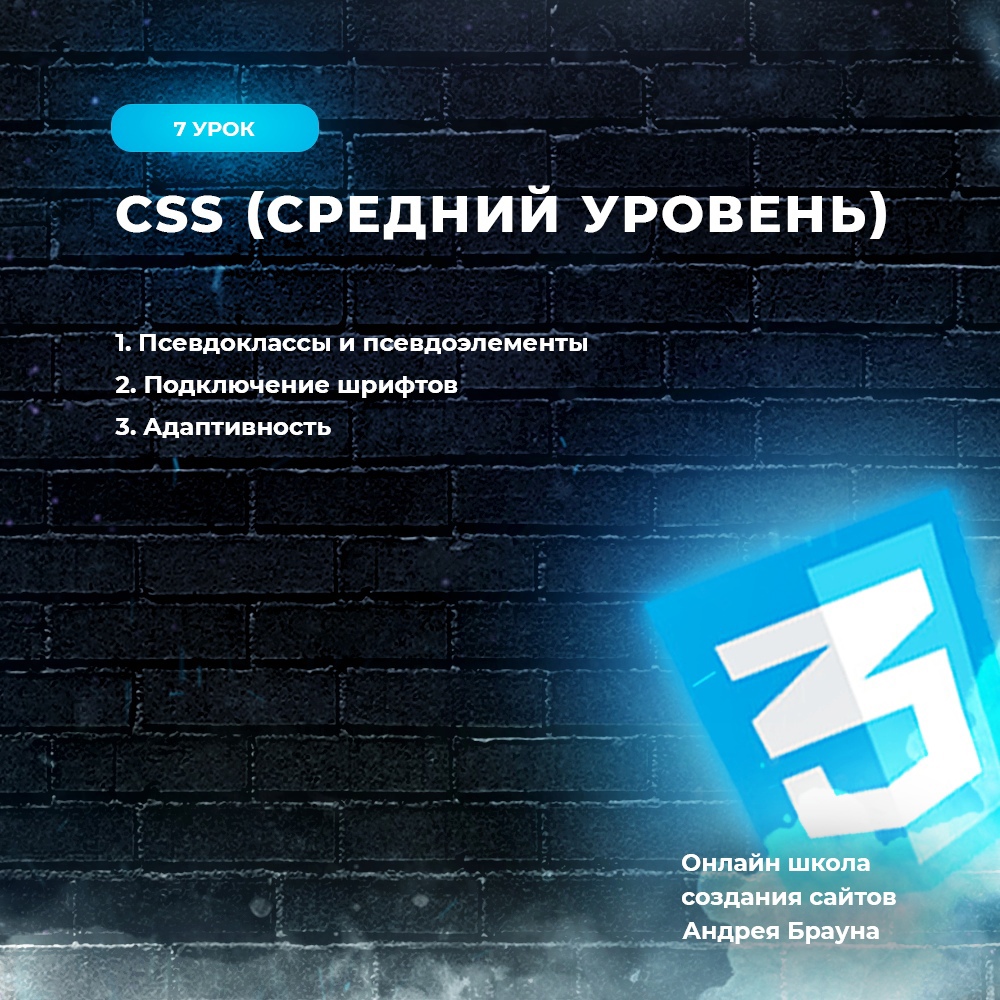 7 УРОК
CSS (СРЕДНИЙ УРОВЕНЬ)
1. Псевдоклассы и псевдоэлементы
2. Подключение шрифтов
3. Адаптивность
3
Онлайн школа
создания сайтов
Андрея Брауна